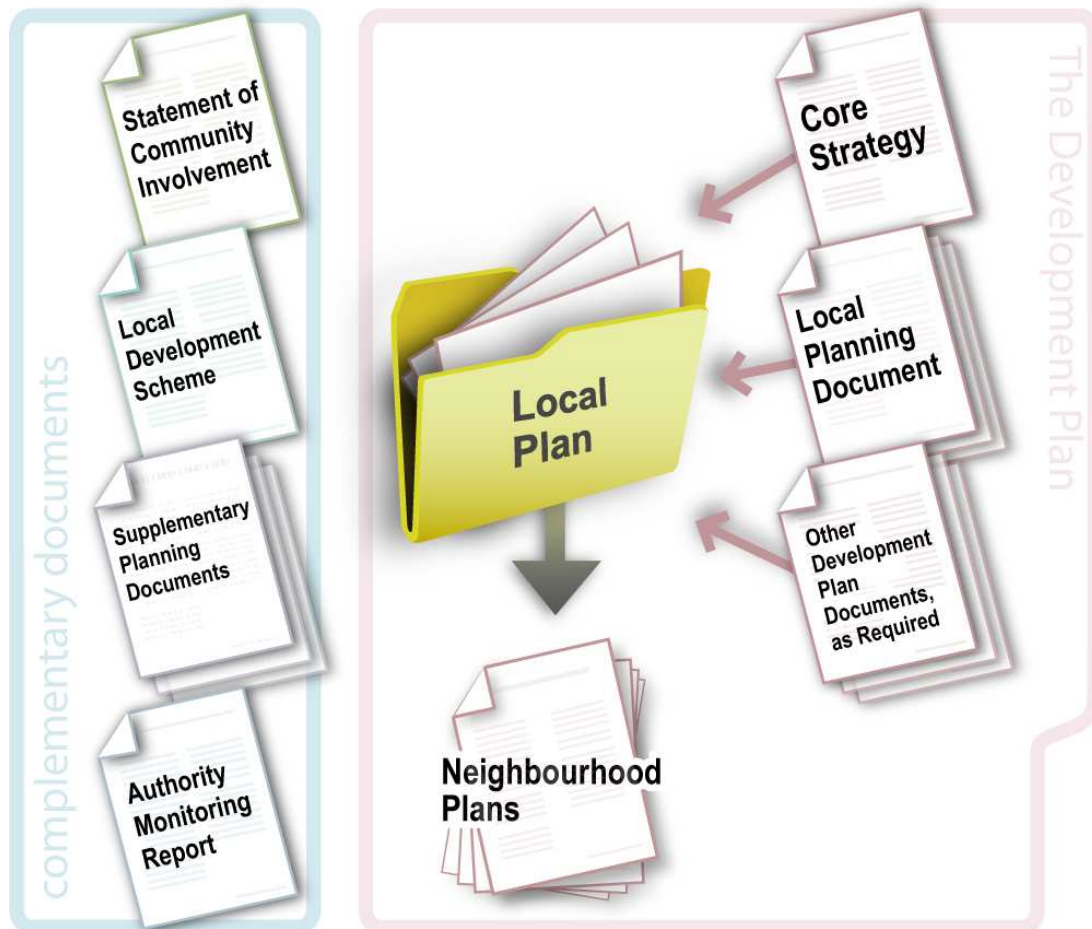 complementary documents
Statement of
Community
Involvement
Local
Development
Scheme
Supplementary
Planning
Documents
Authority
Monitoring
Report
The Development Plan
Core
Strategy
Local
Planning
Document
Other
Development
Plan
Documents,
as Required
Local
Plan
Neighbourhood
Plans